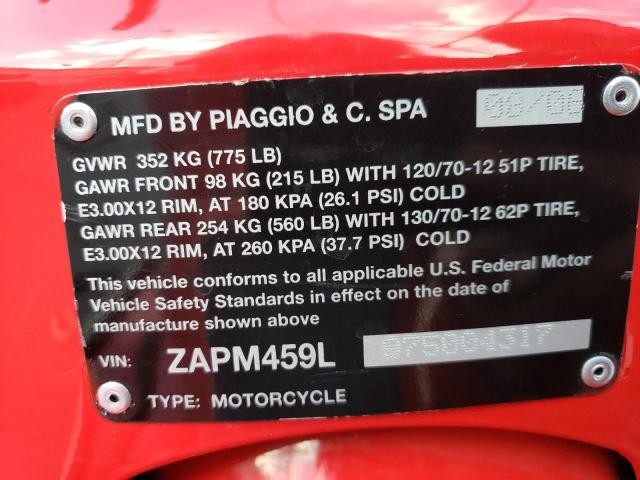 MFD BY PIAGGIO & C. SPA
GVWR 352 KG (775 LB)
GAWR FRONT 98 KG (215 LB) WITH 120/70-12 51P TIRE,
E3.00X12 RIM, AT 180 KPA (26.1 PSI) COLD
GAWR REAR 254 KG (560 LB) WITH 130/70-12 62P TIRE,
E3.00X12 RIM, AT 260 KPA (37.7 PSI) COLD
This vehicle conforms to all applicable U.S. Federal Motor
Vehicle Safety Standards in effect on the date of
manufacture shown above
VIN: ZAPM459L 875004317
TYPE: MOTORCYCLE